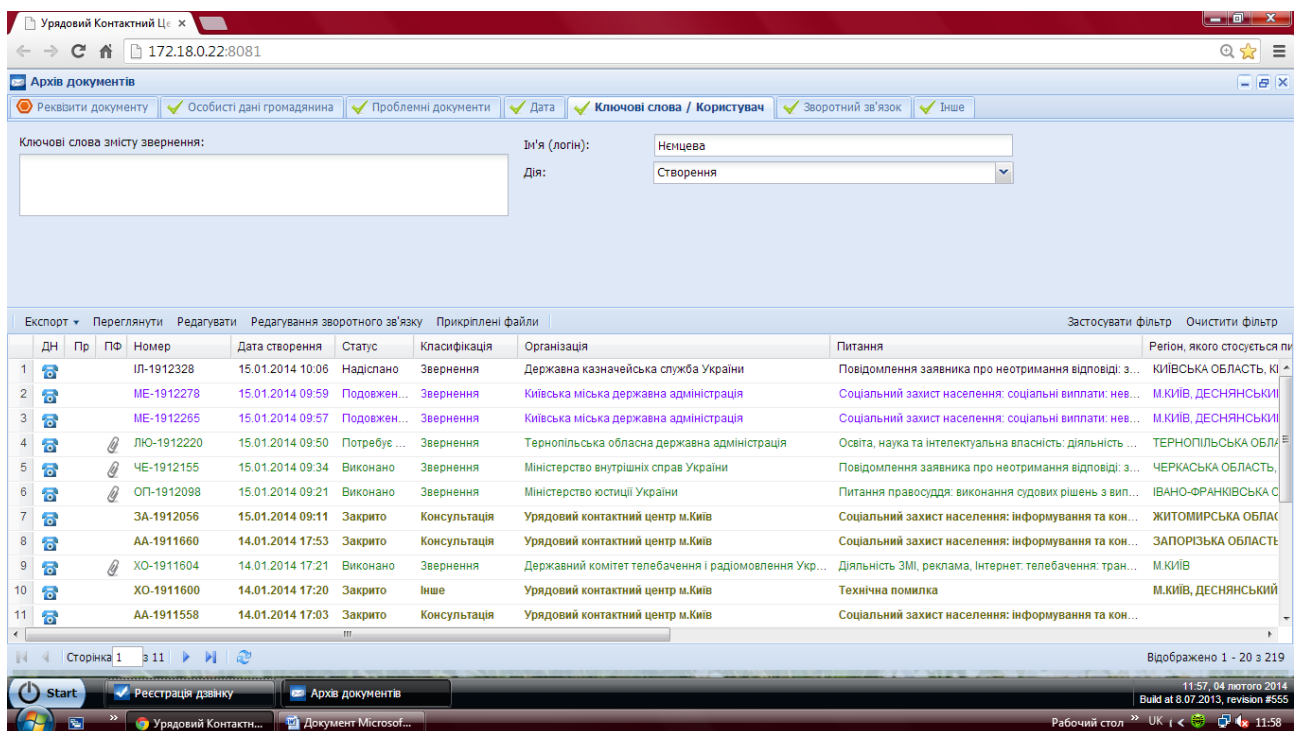 Урядовий Контактний Це
172.18.0.22:8081
Архів документів
Реквізити документу Особисті дані громадянина Проблемні документи Дата Ключові слова / Користувач Зворотний зв'язок Інше
Ключові слова змісту звернення: Ім'я (логін): Нємцева
Дія: Створення
Експорт Переглянути Редагувати Редагування зворотного зв'язку Прикріплені файли Застосувати фільтр Очистити фільтр
ДН Пр ПФ Номер Дата створення Статус Класифікація Організація Питання Регіон, якого стосується пи
1 ІЛ-1912328 15.01.2014 10:06 Надіслано Звернення Державна казначейська служба України Повідомлення заявника про неотримання відповіді: з... КИЇВСЬКА ОБЛАСТЬ, КІ
2 МЕ-1912278 15.01.2014 09:59 Подовжен... Звернення Київська міська державна адміністрація Соціальний захист населення: соціальні виплати: нев... М.КИЇВ, ДЕСНЯНСЬКИЙ
3 МЕ-1912265 15.01.2014 09:57 Подовжен... Звернення Київська міська державна адміністрація Соціальний захист населення: соціальні виплати: нев... М.КИЇВ, ДЕСНЯНСЬКИЙ
4 ЛЮ-1912220 15.01.2014 09:50 Потребує ... Звернення Тернопільська обласна державна адміністрація Освіта, наука та інтелектуальна власність: діяльність ... ТЕРНОПІЛЬСЬКА ОБЛА
5 ЧЕ-1912155 15.01.2014 09:34 Виконано Звернення Міністерство внутрішніх справ України Повідомлення заявника про неотримання відповіді: з... ЧЕРКАСЬКА ОБЛАСТЬ,
6 ОП-1912098 15.01.2014 09:21 Виконано Звернення Міністерство юстиції України Питання правосуддя: виконання судових рішень з вип... ІВАНО-ФРАНКІВСЬКА О
7 ЗА-1912056 15.01.2014 09:11 Закрито Консультація Урядовий контактний центр м.Київ Соціальний захист населення: інформування та кон... ЖИТОМИРСЬКА ОБЛАС
8 АА-1911660 14.01.2014 17:53 Закрито Консультація Урядовий контактний центр м.Київ Соціальний захист населення: інформування та кон... ЗАПОРІЗЬКА ОБЛАСТЬ
9 ХО-1911604 14.01.2014 17:21 Виконано Звернення Державний комітет телебачення і радіомовлення Укр... Діяльність ЗМІ, реклама, Інтернет: телебачення: тран... М.КИЇВ
10 ХО-1911600 14.01.2014 17:20 Закрито Інше Урядовий контактний центр м.Київ Технічна помилка М.КИЇВ, ДЕСНЯНСЬКИЙ
11 АА-1911558 14.01.2014 17:03 Закрито Консультація Урядовий контактний центр м.Київ Соціальний захист населення: інформування та кон...
Сторінка 1 з 11 Відображено 1 - 20 з 219
Start Реєстрація дзвінку Архів документів 11:57, 04 лютого 2014
Build at 8.07.2013, revision #555
Урядовий Контактн... Документ Microsof... Рабочий стол UK 11:58